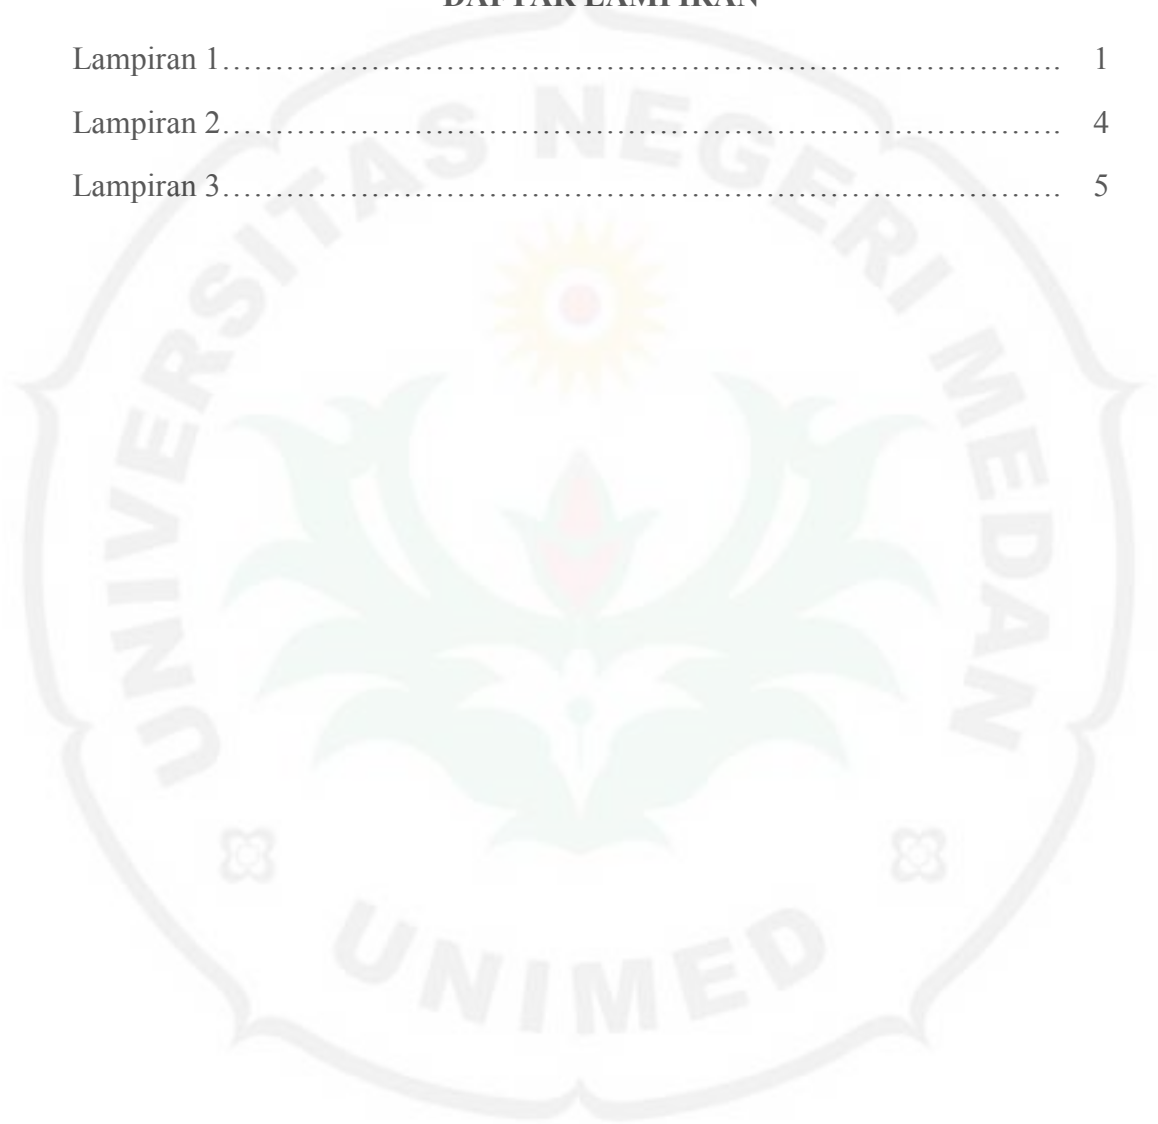 DAFTAR LAMPIRAN
Lampiran 1…………………………………………………………………………………. 1
Lampiran 2…………………………………………………………………………………. 4
Lampiran 3…………………………………………………………………………………. 5
UNIVERSITAS NEGERI MEDAN
UNIMED